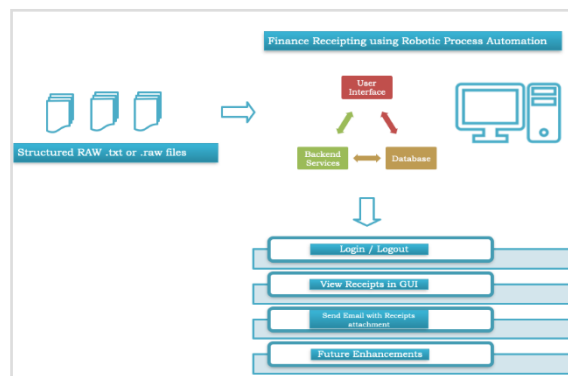 Finance Receipting using Robotic Process Automation
User
Interface
Structured RAW .txt or .raw files
Backend
Services
Database
Login / Logout
View Receipts in GUI
Send Email with Receipts
attachment
Future Enhancements